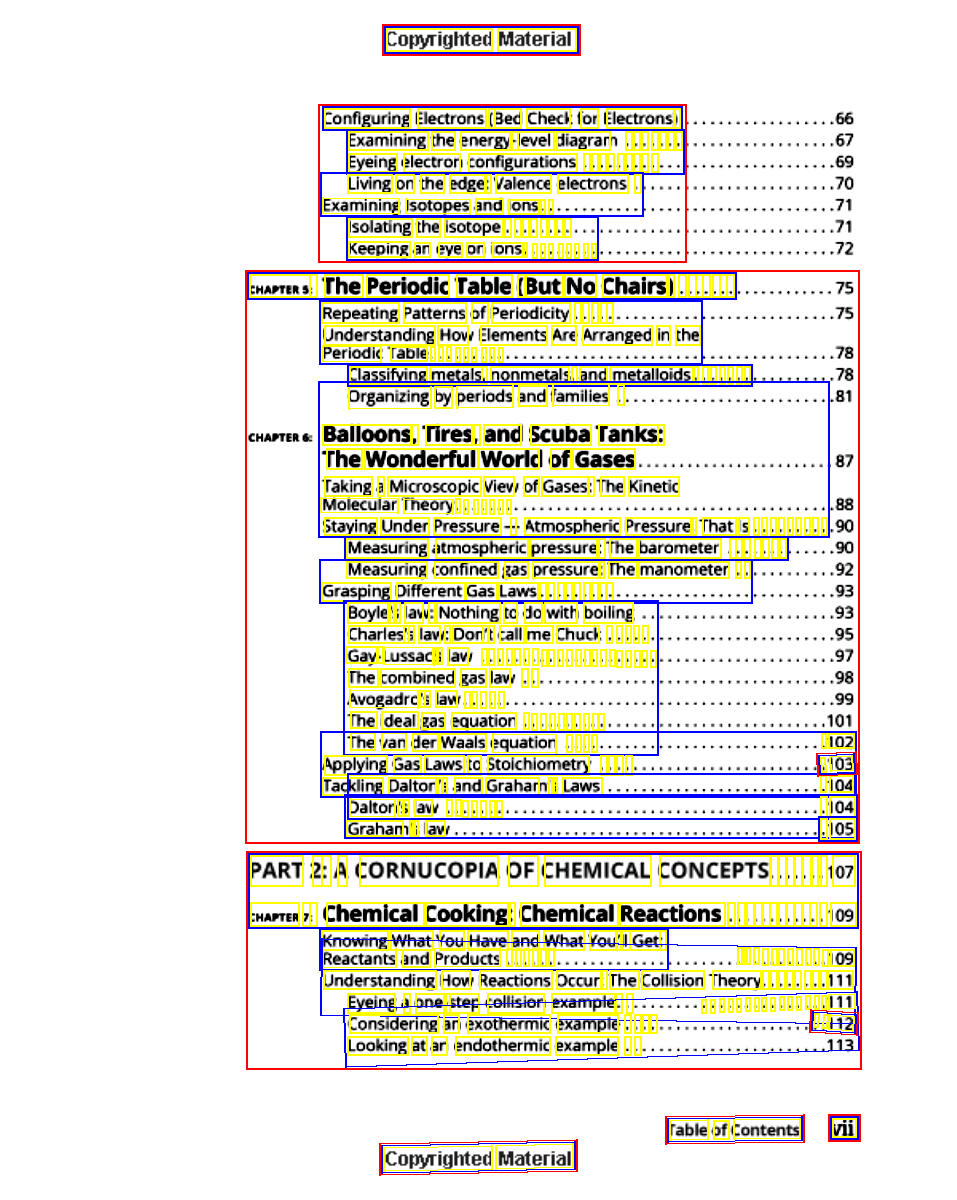 Copyrighted Material
Configuring Electrons (Bed Check for Electrons) ....................66
Examining the energy-level diagram ....................67
Eyeing electron configurations ....................69
Living on the edge: Valence electrons ....................70
Examining Isotopes and Ions ....................71
Isolating the isotope ....................71
Keeping an eye on ions ....................72
CHAPTER 5: The Periodic Table (But No Chairs) ....................75
Repeating Patterns of Periodicity ....................75
Understanding How Elements Are Arranged in the
Periodic Table ....................78
Classifying metals, nonmetals, and metalloids ....................78
Organizing by periods and families ....................81
CHAPTER 6: Balloons, Tires, and Scuba Tanks:
The Wonderful World of Gases ....................87
Taking a Microscopic View of Gases: The Kinetic
Molecular Theory ....................88
Staying Under Pressure — Atmospheric Pressure, That Is ..........90
Measuring atmospheric pressure: The barometer ..........90
Measuring confined gas pressure: The manometer ..........92
Grasping Different Gas Laws ....................93
Boyle's law: Nothing to do with boiling ....................93
Charles's law: Don't call me Chuck ....................95
Gay-Lussac's law ....................97
The combined gas law ....................98
Avogadro's law ....................99
The ideal gas equation ....................101
The van der Waals equation ....................102
Applying Gas Laws to Stoichiometry ....................103
Tackling Dalton's and Graham's Laws ....................104
Dalton's law ....................104
Graham's law ....................105
PART 2: A CORNUCOPIA OF CHEMICAL CONCEPTS .......107
CHAPTER 7: Chemical Cooking: Chemical Reactions ..........109
Knowing What You Have and What You'll Get:
Reactants and Products ....................109
Understanding How Reactions Occur: The Collision Theory ........111
Eyeing a one-step collision example ....................111
Considering an exothermic example ....................112
Looking at an endothermic example ....................113
Table of Contents vii
Copyrighted Material